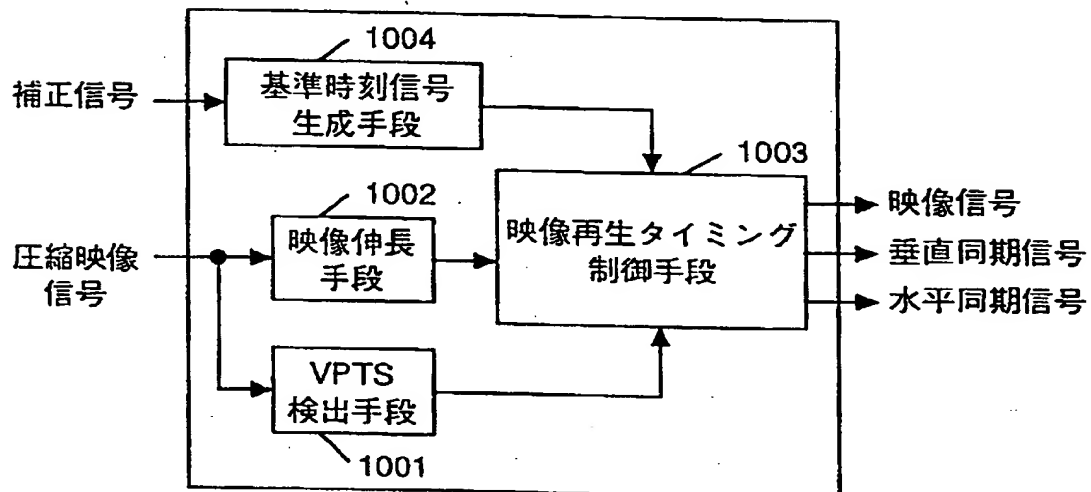 1004
補正信号
基準時刻信号
生成手段
1003
1002
映像信号
圧縮映像
信号
映像伸長
手段
映像再生タイミング
制御手段
垂直同期信号
水平同期信号
VPTS
検出手段
1001